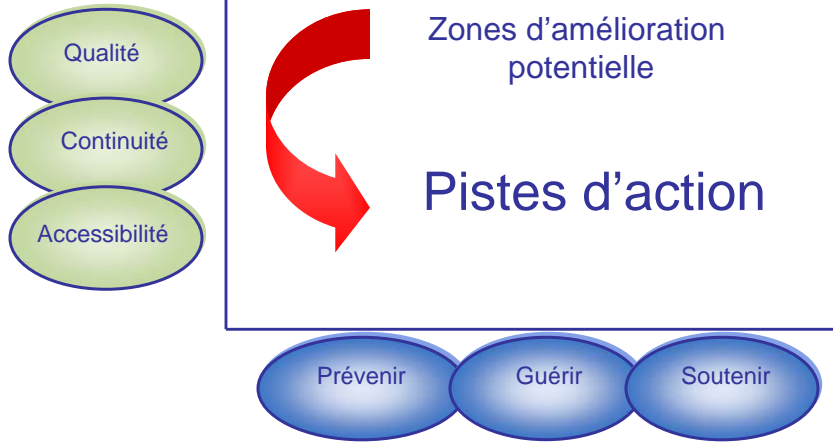 Zones d’amélioration
potentielle
Qualité
Continuité
Accessibilité
Pistes d’action
Prévenir
Guérir
Soutenir